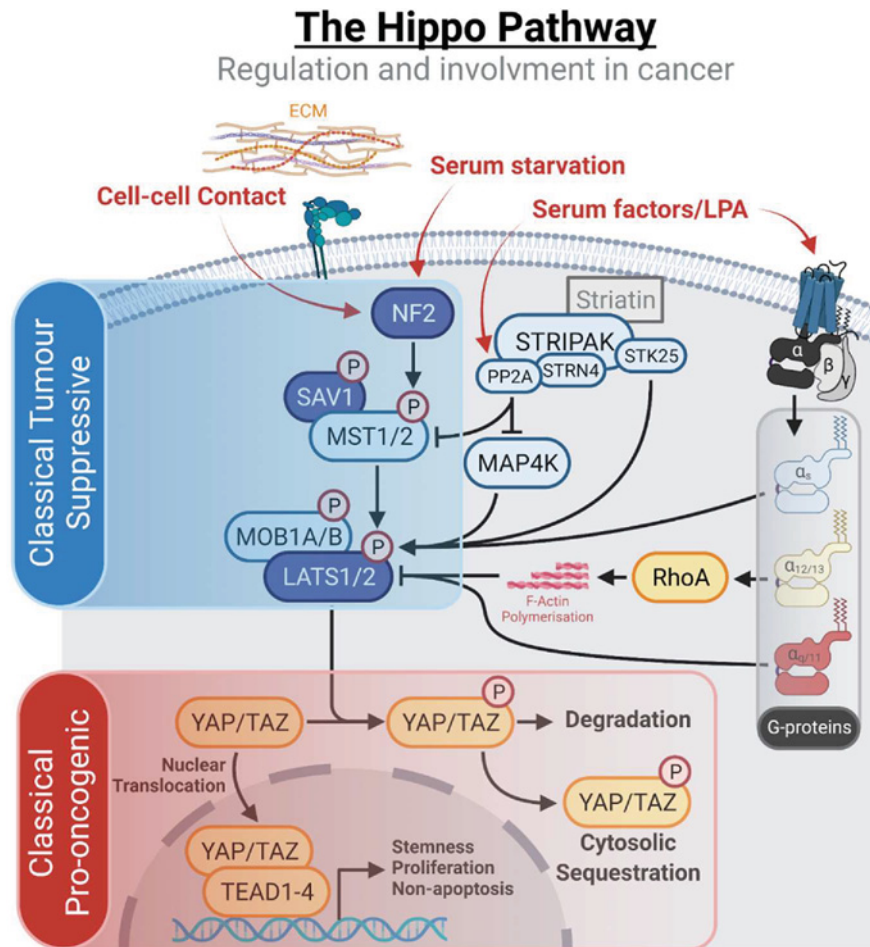 The Hippo Pathway
Regulation and involvment in cancer
ECM
Serum starvation
Cell-cell Contact
Serum factors/LPA
Classical Tumour
Suppressive
NF2
Striatin
STRIPAK
PP2A
STRN4
STK25
α
β
γ
P
SAV1
P
MST1/2
MAP4K
αs
P
MOB1A/B
P
LATS1/2
F-Actin
Polymerisation
RhoA
α12/13
αq/11
G-proteins
Classical
Pro-oncogenic
YAP/TAZ
P
YAP/TAZ
Degradation
Nuclear
Translocation
P
YAP/TAZ
Cytosolic
Sequestration
YAP/TAZ
TEAD1-4
Stemness
Proliferation
Non-apoptosis